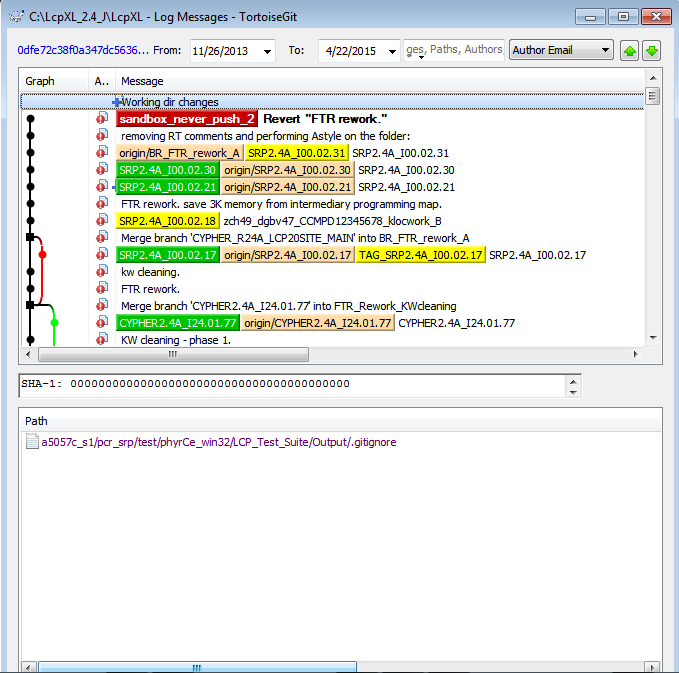 C:\LcpXL_2.4_J\LcpXL - Log Messages - TortoiseGit
0dfe72c38f0a347dc5636... From: 11/26/2013 To: 4/22/2015 ges, Paths, Authors Author Email
Graph A.. Message
Working dir changes
sandbox_never_push_2 Revert "FTR rework."
removing RT comments and performing Astyle on the folder:
origin/BR_FTR_rework_A SRP2.4A_I00.02.31 SRP2.4A_I00.02.31
SRP2.4A_I00.02.30 origin/SRP2.4A_I00.02.30 SRP2.4A_I00.02.30
SRP2.4A_I00.02.21 origin/SRP2.4A_I00.02.21 SRP2.4A_I00.02.21
FTR rework. save 3K memory from intermediary programming map.
SRP2.4A_I00.02.18 zch49_dgbv47_CCMPD12345678_klocwork_B
Merge branch 'CYPHER_R24A_LCP20SITE_MAIN' into BR_FTR_rework_A
SRP2.4A_I00.02.17 origin/SRP2.4A_I00.02.17 TAG_SRP2.4A_I00.02.17 SRP2.4A_I00.02.17
kw cleaning.
FTR rework.
Merge branch 'CYPHER2.4A_I24.01.77' into FTR_Rework_KWcleaning
CYPHER2.4A_I24.01.77 origin/CYPHER2.4A_I24.01.77 CYPHER2.4A_I24.01.77
KW cleaning - phase 1.
SHA-1: 0000000000000000000000000000000000000000
Path
a5057c_s1/pcr_srp/test/phyrCe_win32/LCP_Test_Suite/Output/.gitignore